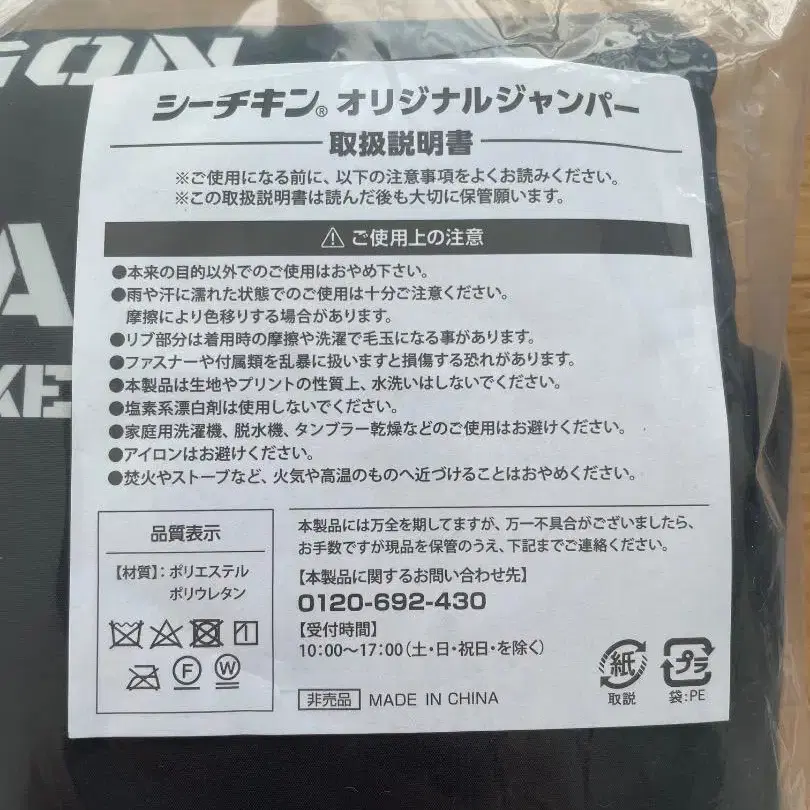 シーチキン® オリジナルジャンパー
取扱説明書
※ご使用になる前に、以下の注意事項をよくお読みください。
※この取扱説明書は読んだ後も大切に保管願います。
⚠ ご使用上の注意
●本来の目的以外でのご使用はおやめ下さい。
●雨や汗に濡れた状態でのご使用は十分ご注意ください。
摩擦により色移りする場合があります。
●リブ部分は着用時の摩擦や洗濯で毛玉になる事があります。
●ファスナーや付属類を乱暴に扱いますと損傷する恐れがあります。
●本製品は生地やプリントの性質上、水洗いはしないでください。
●塩素系漂白剤は使用しないでください。
●家庭用洗濯機、脱水機、タンブラー乾燥などのご使用はお避けください。
●アイロンはお避けください。
●焚火やストーブなど、火気や高温のものへ近づけることはおやめください。
品質表示
【材質】：ポリエステル
ポリウレタン
F W
本製品には万全を期してますが、万一不具合がございましたら、
お手数ですが現品を保管のうえ、下記までご連絡ください。
【本製品に関するお問い合わせ先】
0120-692-430
【受付時間】
10:00〜17:00（土・日・祝日・を除く）
非売品 MADE IN CHINA
紙
取説
プラ
袋:PE
GON
A
KE